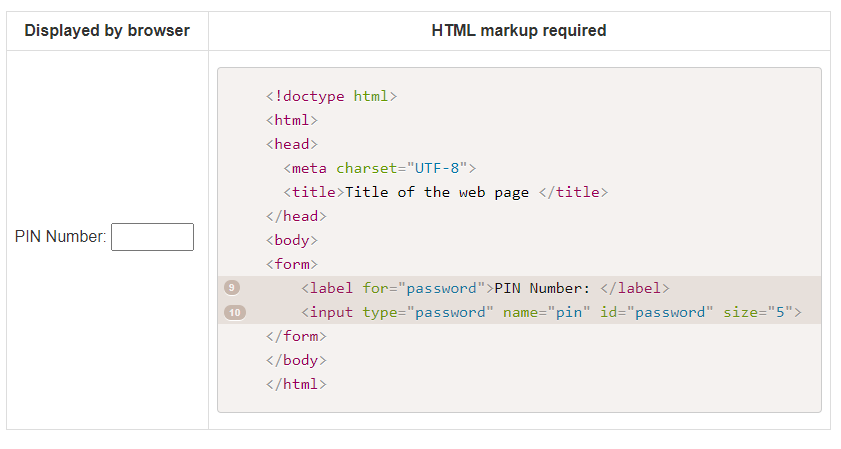 Displayed by browser
HTML markup required
PIN Number:
<!doctype html>
<html>
<head>
<meta charset="UTF-8">
<title>Title of the web page </title>
</head>
<body>
<form>
9 <label for="password">PIN Number: </label>
10 <input type="password" name="pin" id="password" size="5">
</form>
</body>
</html>